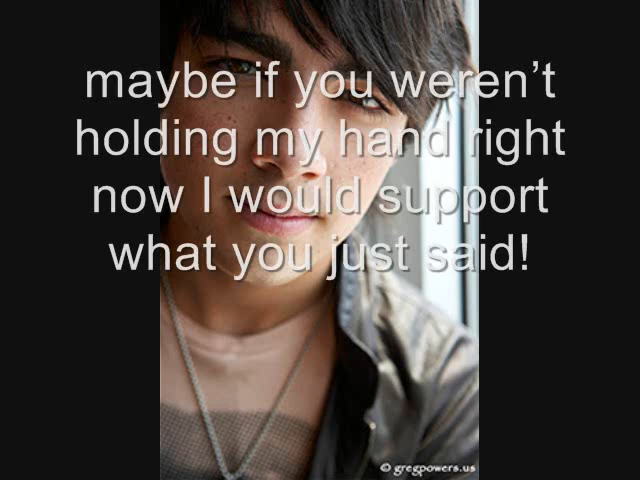 maybe if you weren’t
holding my hand right
now I would support
what you just said!
© gregpowers.us